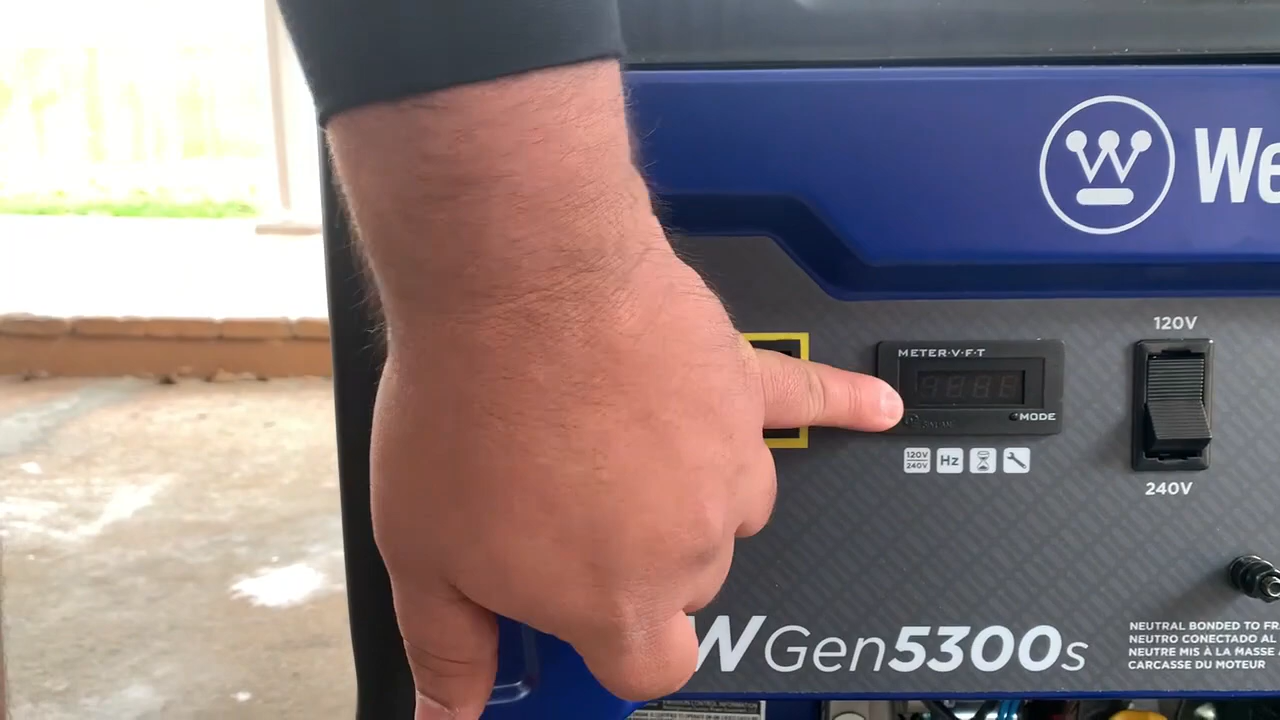 We
120V
METER·V·F·T
MODE
120V
240V
Hz
240V
WGen5300s
NEUTRAL BONDED TO FR
NEUTRO CONECTADO AL
NEUTRE MIS À LA MASSE
CARCASSE DU MOTEUR